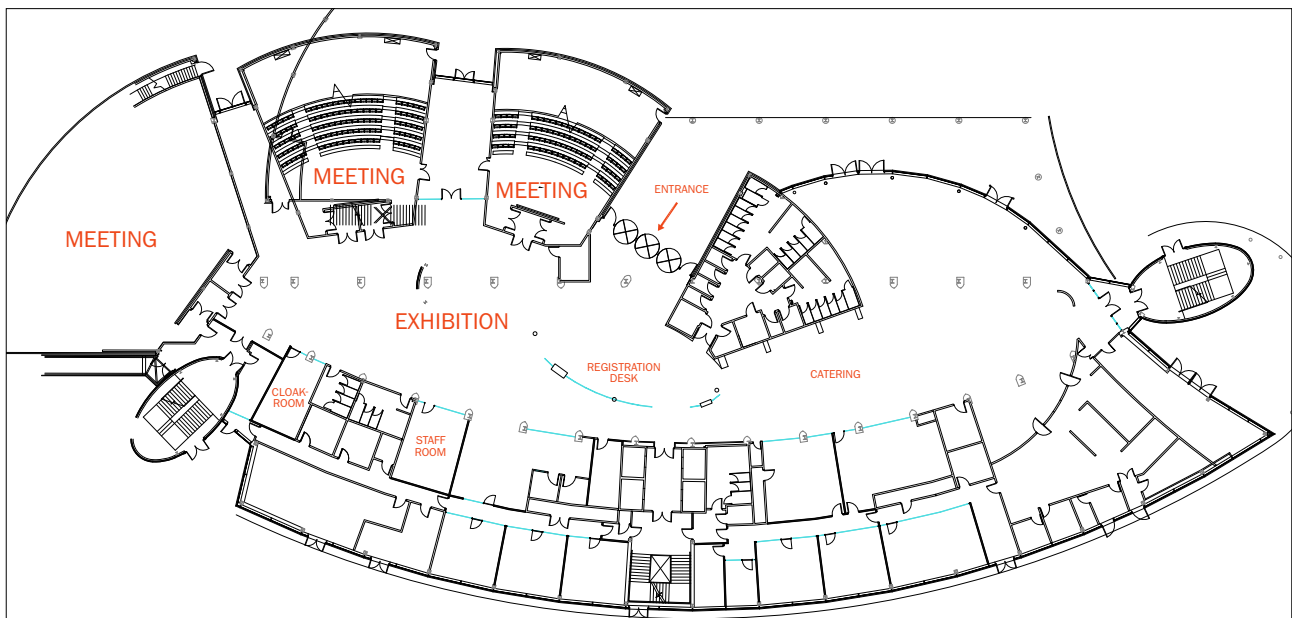 MEETING
MEETING
ENTRANCE
MEETING
EXHIBITION
REGISTRATION
DESK
CATERING
CLOAK-
ROOM
STAFF
ROOM